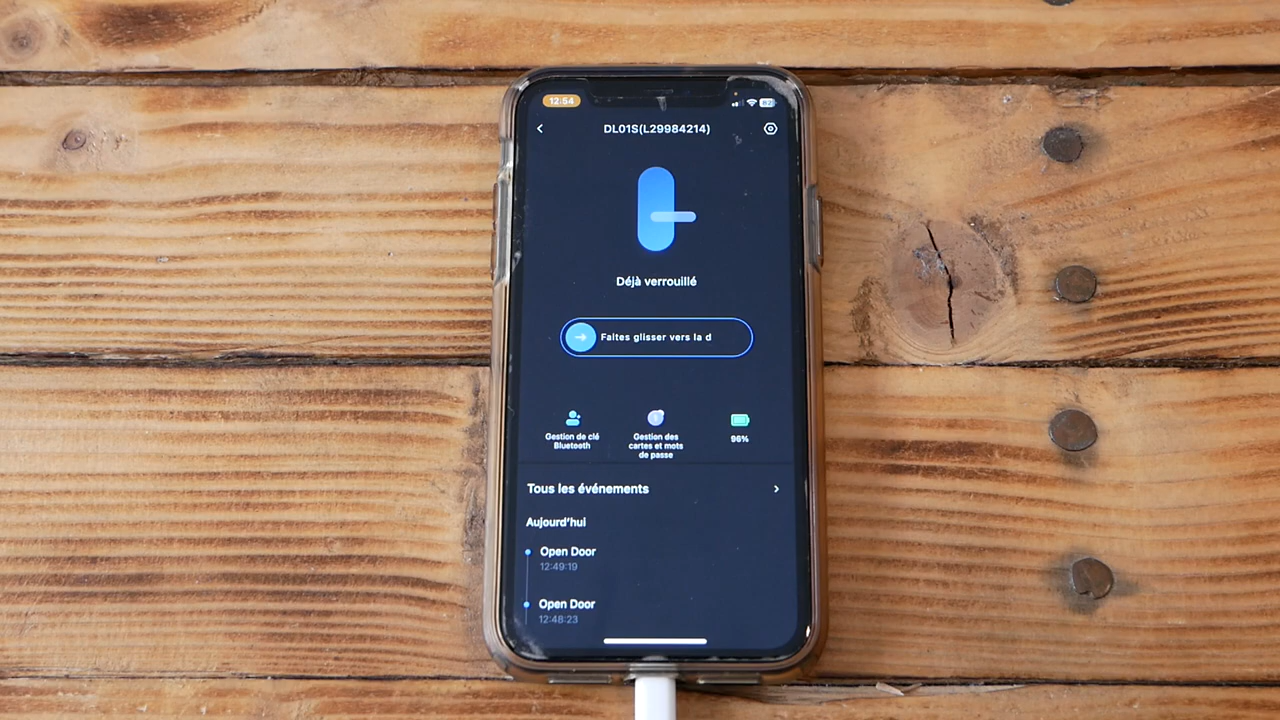 12:54
82
DL01S(L29984214)
Déjà verrouillé
Faites glisser vers la d
Gestion de clé
Bluetooth
Gestion des
cartes et mots
de passe
96%
Tous les événements
Aujourd'hui
Open Door
12:49:19
Open Door
12:48:23